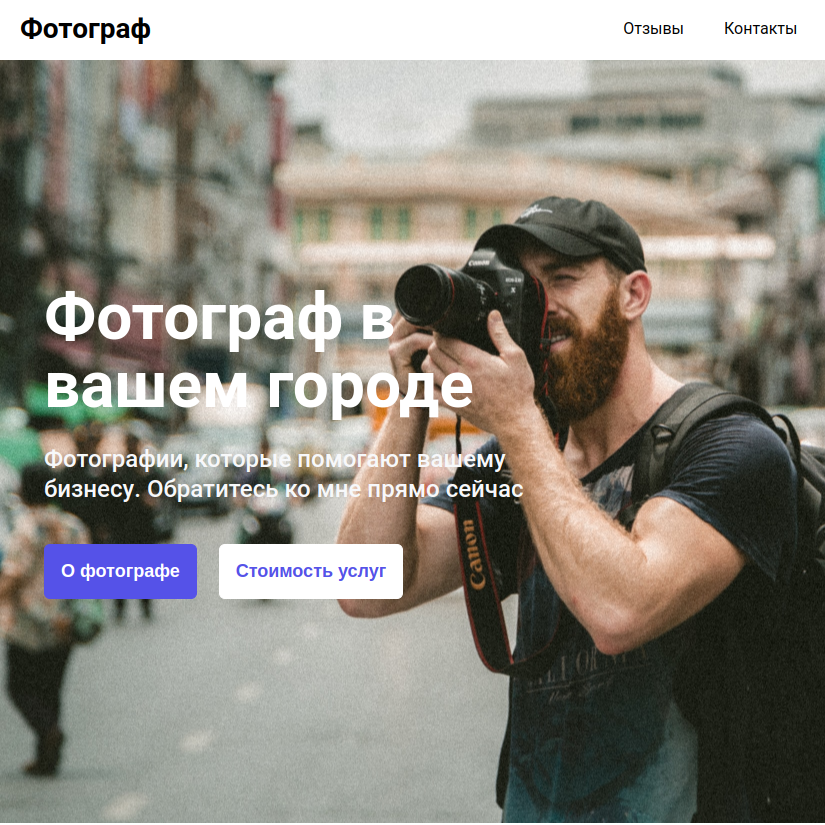 Фотограф
Отзывы
Контакты
Фотограф в
вашем городе
Фотографии, которые помогают вашему
бизнесу. Обратитесь ко мне прямо сейчас
О фотографе
Стоимость услуг
Canon
Canon